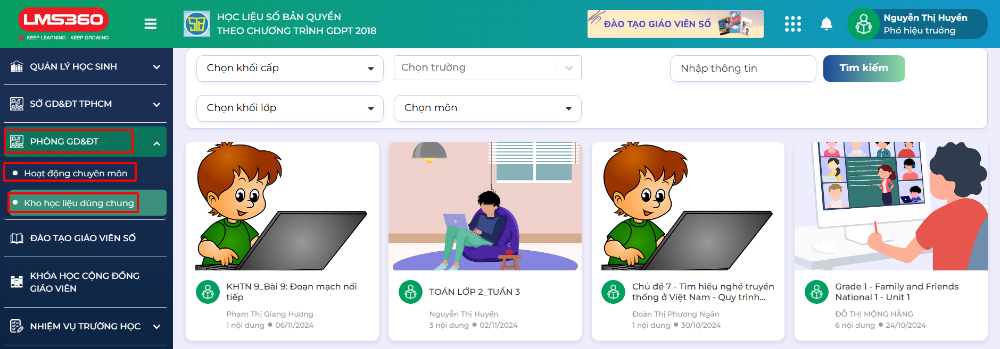 LMS360
KEEP LEARNING - KEEP GROWING
HỌC LIỆU SỐ BẢN QUYỀN
THEO CHƯƠNG TRÌNH GDPT 2018
ĐÀO TẠO GIÁO VIÊN SỐ
Nguyễn Thị Huyền
Phó hiệu trưởng
QUẢN LÝ HỌC SINH
SỞ GD&ĐT TPHCM
PHÒNG GD&ĐT
Hoạt động chuyên môn
Kho học liệu dùng chung
ĐÀO TẠO GIÁO VIÊN SỐ
KHÓA HỌC CỘNG ĐỒNG
GIÁO VIÊN
NHIỆM VỤ TRƯỜNG HỌC
Chọn khối cấp
Chọn trường
Nhập thông tin
Tìm kiếm
Chọn khối lớp
Chọn môn
KHTN 9_Bài 9: Đoạn mạch nối
tiếp
Phạm Thị Giang Hương
1 nội dung ● 06/11/2024
TOÁN LỚP 2_TUẦN 3
Nguyễn Thị Huyền
3 nội dung ● 02/11/2024
Chủ đề 7 - Tìm hiểu nghề truyền
thống ở Việt Nam - Quy trình...
Đoàn Thị Phương Ngân
1 nội dung ● 30/10/2024
Grade 1 - Family and Friends
National 1 - Unit 1
ĐỖ THỊ MỘNG HẰNG
6 nội dung ● 24/10/2024